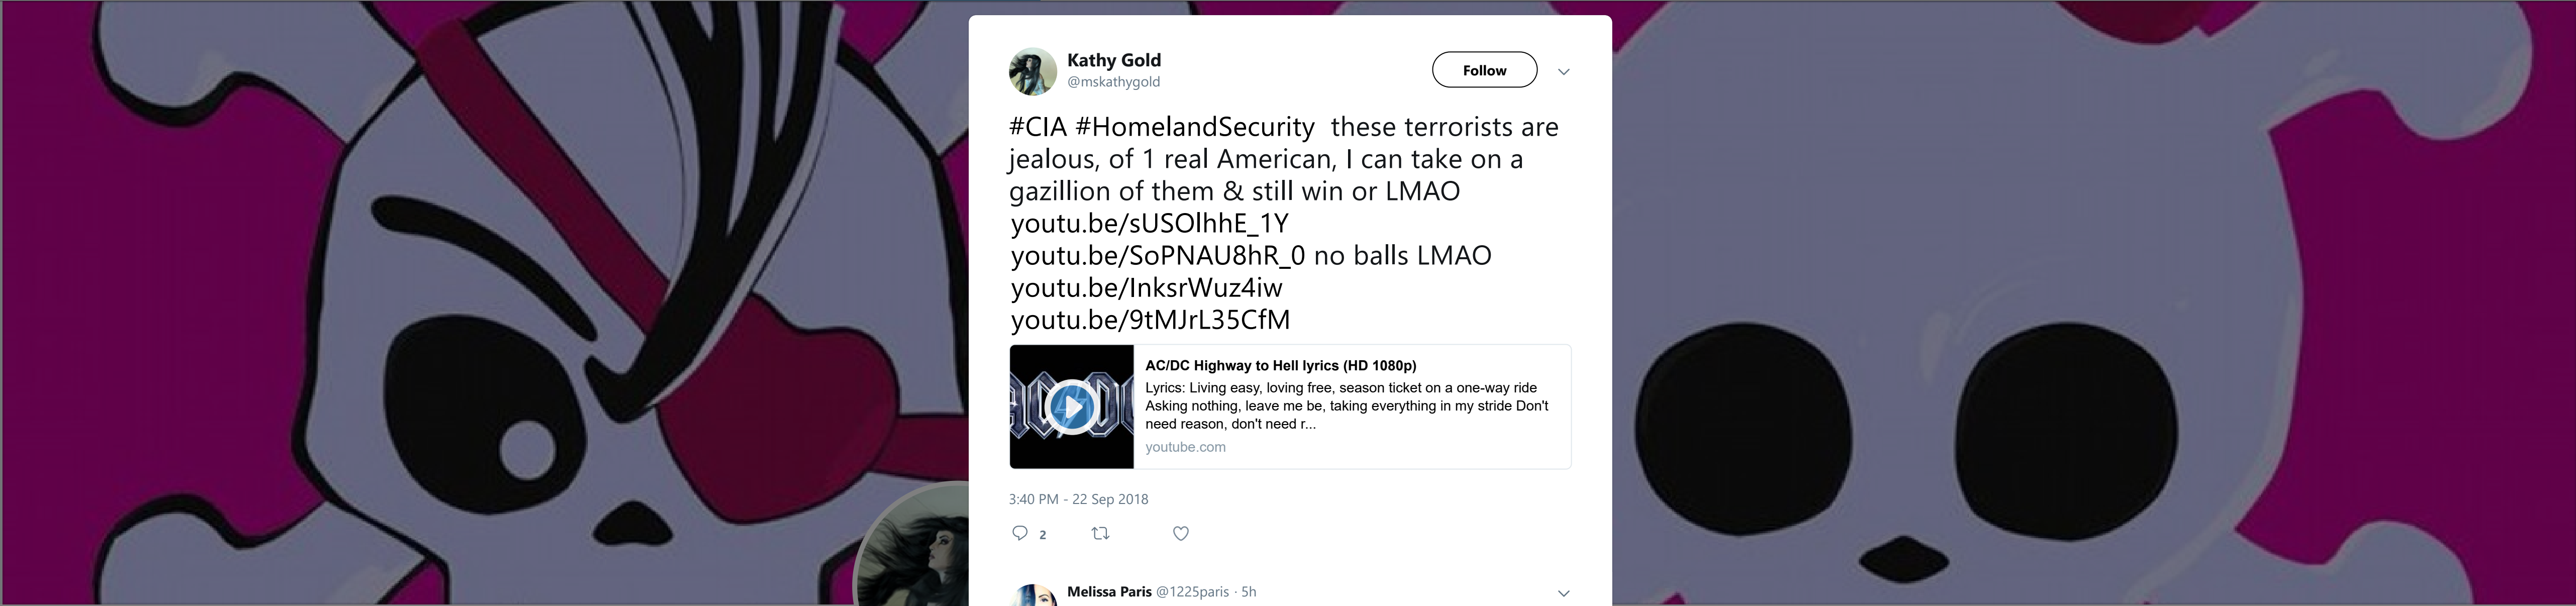 Kathy Gold
@mskathygold
Follow
#CIA #HomelandSecurity these terrorists are
jealous, of 1 real American, I can take on a
gazillion of them & still win or LMAO
youtu.be/sUSOlhhE_1Y
youtu.be/SoPNAU8hR_0 no balls LMAO
youtu.be/InksrWuz4iw
youtu.be/9tMJrL35CfM
AC/DC
AC/DC Highway to Hell lyrics (HD 1080p)
Lyrics: Living easy, loving free, season ticket on a one-way ride
Asking nothing, leave me be, taking everything in my stride Don't
need reason, don't need r...
youtube.com
3:40 PM - 22 Sep 2018
2
Melissa Paris @1225paris · 5h